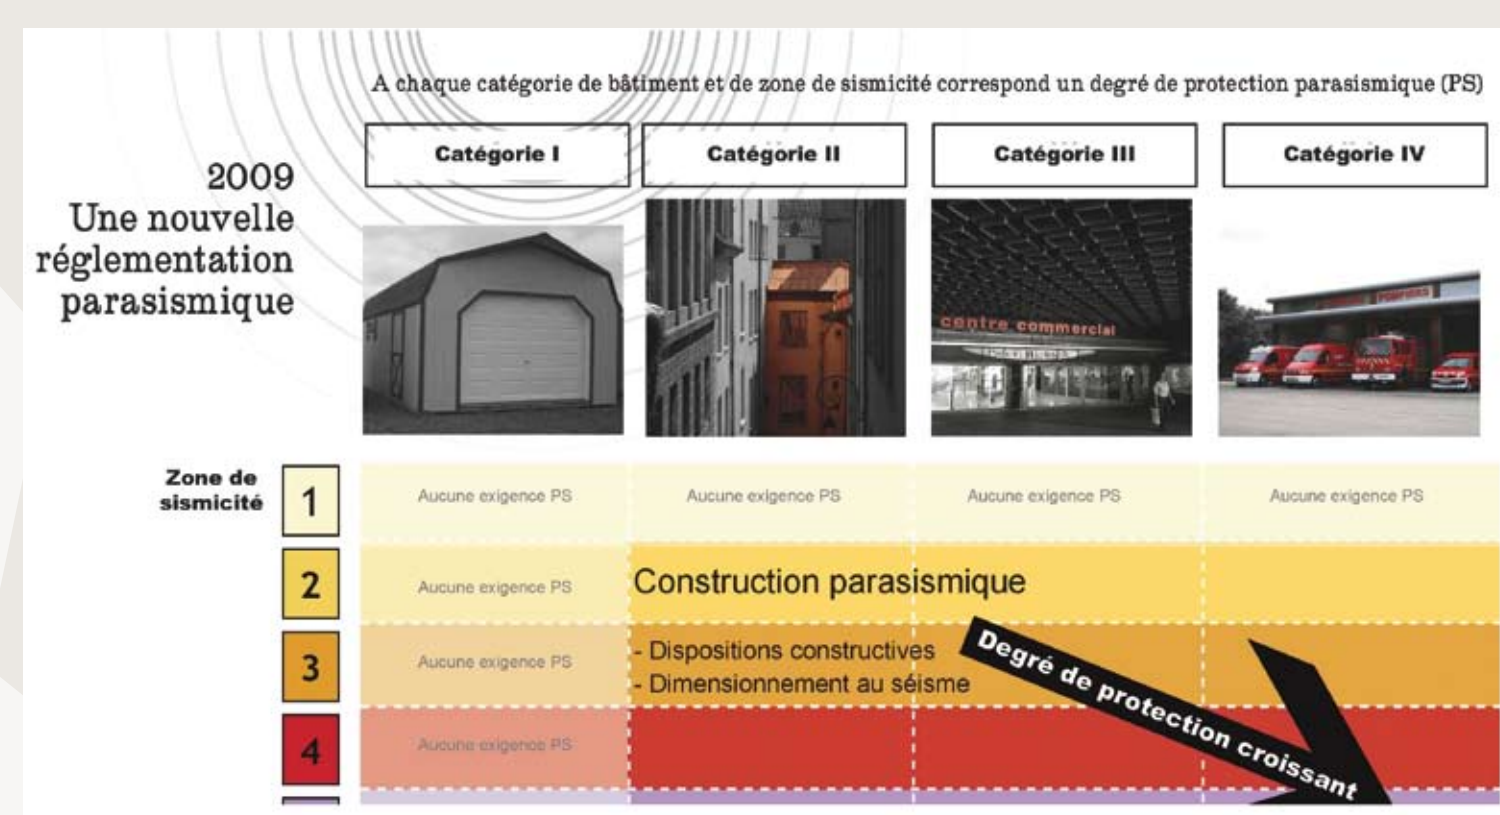 A chaque catégorie de bâtiment et de zone de sismicité correspond un degré de protection parasismique (PS)
2009
Une nouvelle
réglementation
parasismique
Catégorie I
Catégorie II
Catégorie III
Catégorie IV
centre commercial
POMPIERS
Zone de
sismicité
1
Aucune exigence PS
Aucune exigence PS
Aucune exigence PS
Aucune exigence PS
2
Aucune exigence PS
Construction parasismique
3
Aucune exigence PS
- Dispositions constructives
- Dimensionnement au séisme
Degré de protection croissant
4
Aucune exigence PS